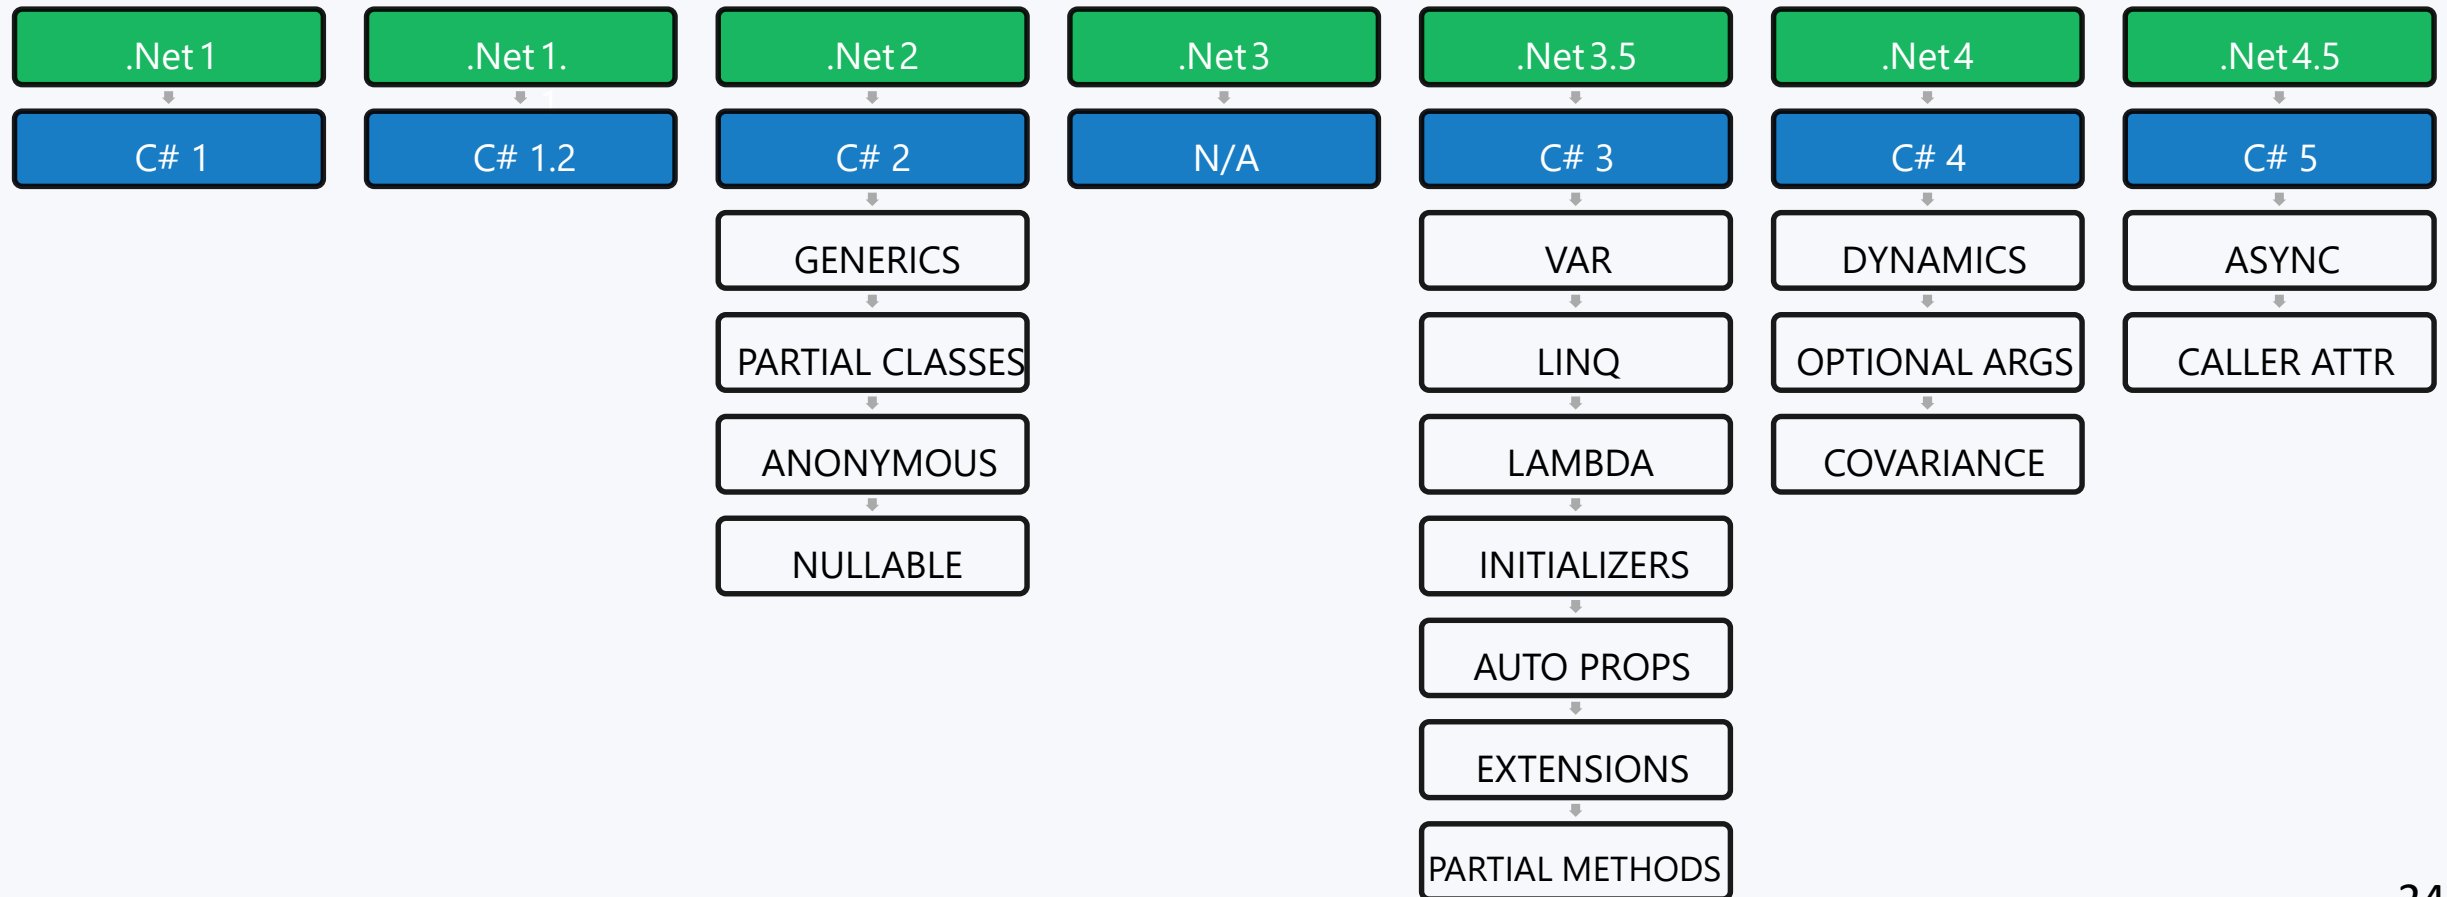 .Net 1
C# 1
.Net 1.
1
C# 1.2
.Net 2
C# 2
GENERICS
PARTIAL CLASSES
ANONYMOUS
NULLABLE
.Net 3
N/A
.Net 3.5
C# 3
VAR
LINQ
LAMBDA
INITIALIZERS
AUTO PROPS
EXTENSIONS
PARTIAL METHODS
.Net 4
C# 4
DYNAMICS
OPTIONAL ARGS
COVARIANCE
.Net 4.5
C# 5
ASYNC
CALLER ATTR
24